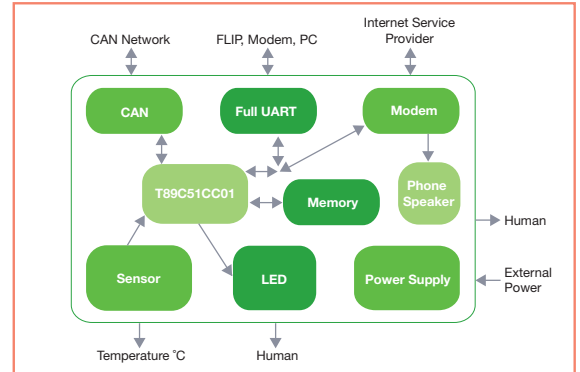 CAN Network
FLIP, Modem, PC
Internet Service
Provider
CAN
Full UART
Modem
T89C51CC01
Memory
Phone
Speaker
Human
Sensor
LED
Power Supply
External
Power
Temperature °C
Human